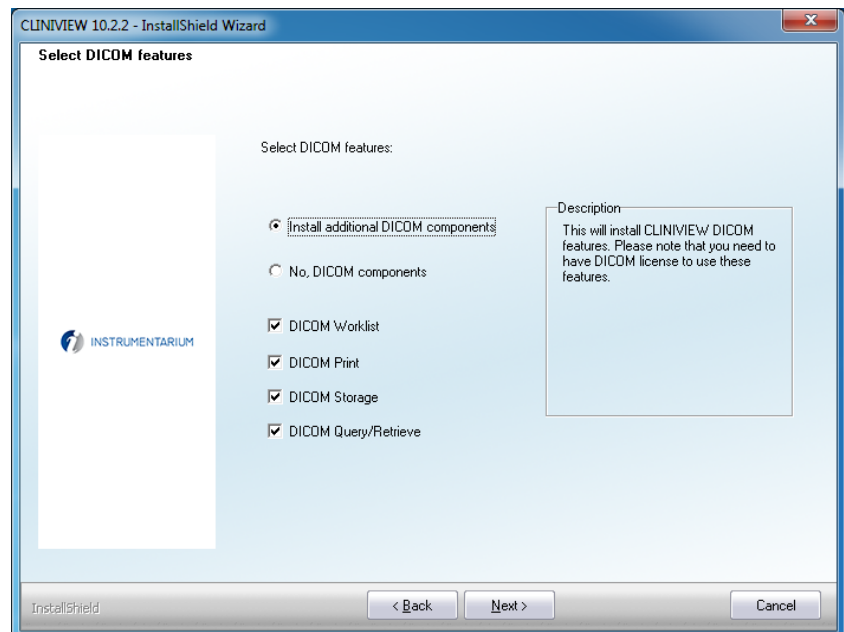 CLINIVIEW 10.2.2 - InstallShield Wizard
x
Select DICOM features
Select DICOM features:
Install additional DICOM components
No, DICOM components
DICOM Worklist
DICOM Print
DICOM Storage
DICOM Query/Retrieve
Description
This will install CLINIVIEW DICOM
features. Please note that you need to
have DICOM license to use these
features.
INSTRUMENTARIUM
InstallShield
< Back
Next >
Cancel